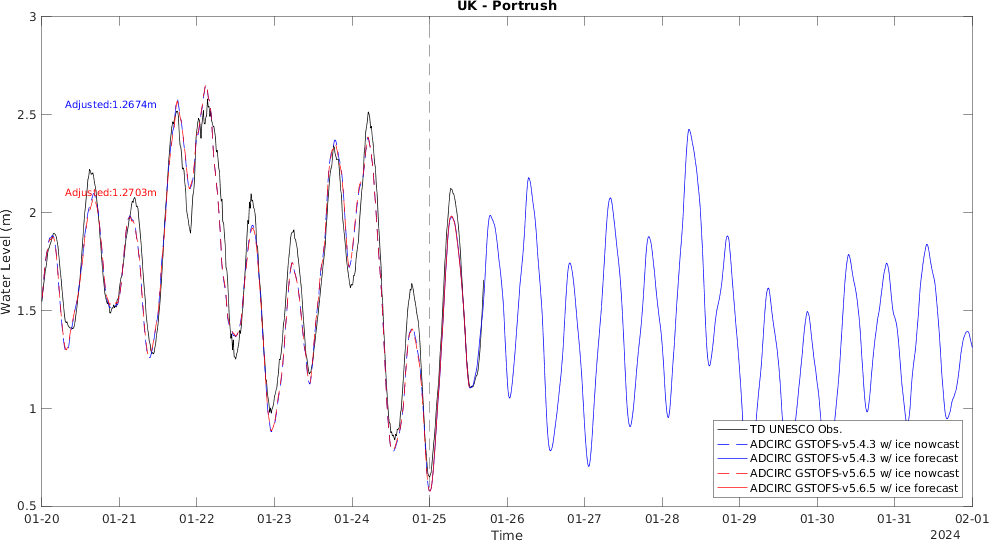 UK - Portrush
3
2.5
2
1.5
1
0.5
Water Level (m)
Adjusted:1.2674m
Adjusted:1.2703m
TD UNESCO Obs.
ADCIRC GSTOFS-v5.4.3 w/ ice nowcast
ADCIRC GSTOFS-v5.4.3 w/ ice forecast
ADCIRC GSTOFS-v5.6.5 w/ ice nowcast
ADCIRC GSTOFS-v5.6.5 w/ ice forecast
01-20 01-21 01-22 01-23 01-24 01-25 01-26 01-27 01-28 01-29 01-30 01-31 02-01
Time
2024